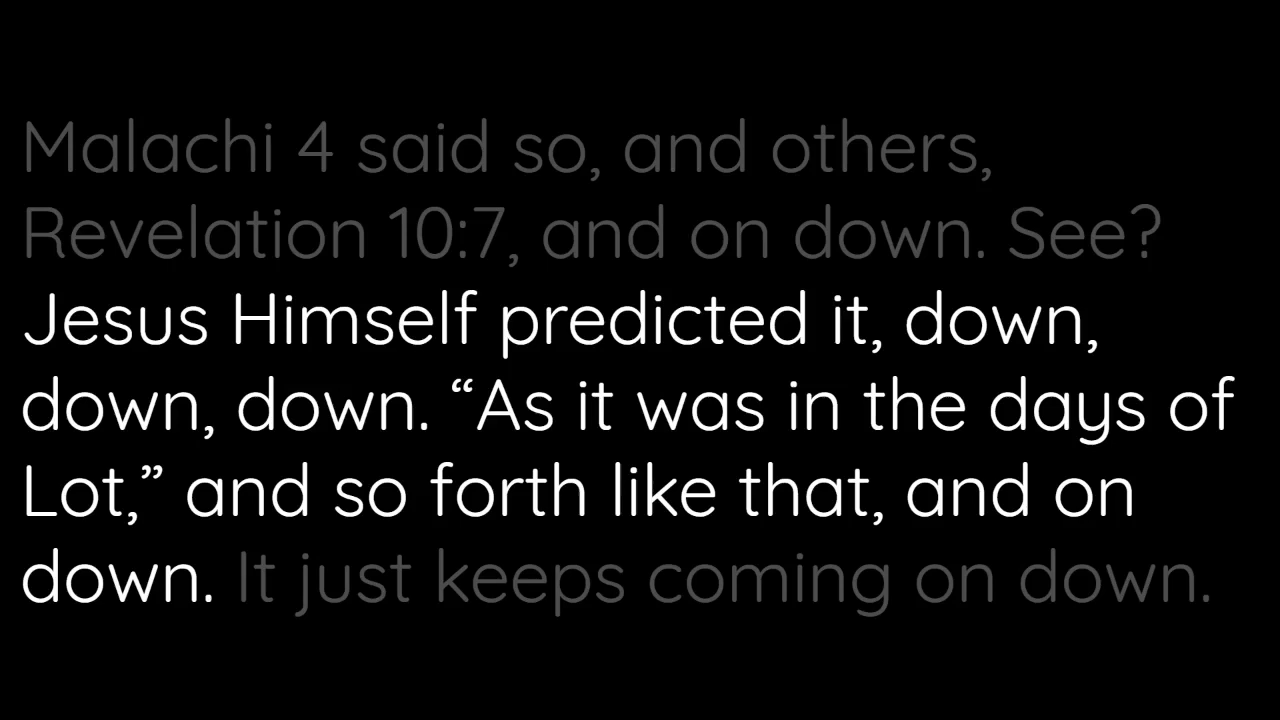 Malachi 4 said so, and others,
Revelation 10:7, and on down. See?
Jesus Himself predicted it, down,
down, down. “As it was in the days of
Lot,” and so forth like that, and on
down. It just keeps coming on down.